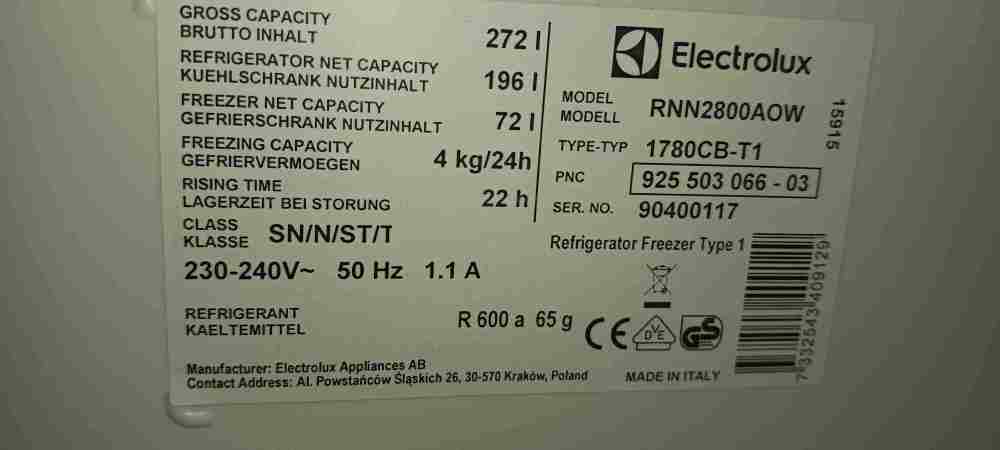 GROSS CAPACITY
BRUTTO INHALT
272 l
REFRIGERATOR NET CAPACITY
KUEHLSCHRANK NUTZINHALT
196 l
FREEZER NET CAPACITY
GEFRIERSCHRANK NUTZINHALT
72 l
FREEZING CAPACITY
GEFRIERVERMOEGEN
4 kg/24h
RISING TIME
LAGERZEIT BEI STORUNG
22 h
CLASS
KLASSE
SN/N/ST/T
230-240V~ 50 Hz 1.1 A
REFRIGERANT
KAELTEMITTEL
R 600 a 65 g
Manufacturer: Electrolux Appliances AB
Contact Address: Al. Powstańców Śląskich 26, 30-570 Kraków, Poland
Electrolux
MODEL
MODELL
RNN2800AOW
TYPE-TYP 1780CB-T1
PNC 925 503 066 - 03
SER. NO. 90400117
15915
Refrigerator Freezer Type 1
CE
DVE
GS
MADE IN ITALY
7332543409129